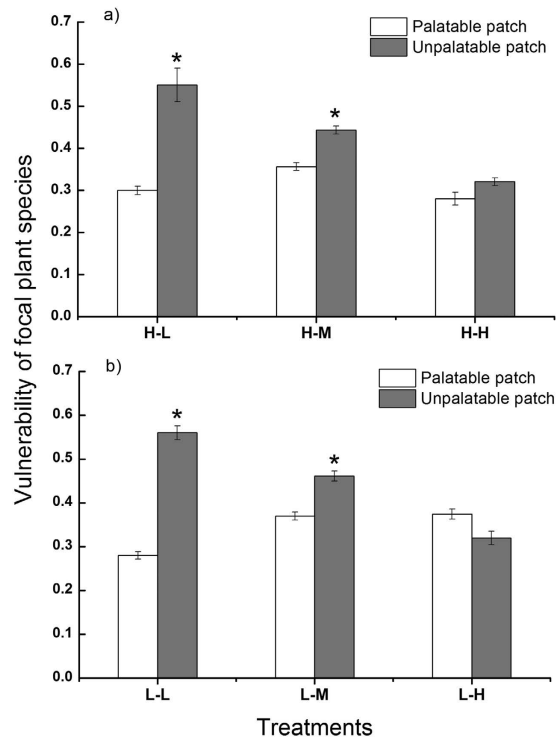 Vulnerability of focal plant species
a)
Palatable patch
Unpalatable patch
0.7
0.6
0.5
0.4
0.3
0.2
0.1
0.0
*
*
H-L
H-M
H-H
b)
Palatable patch
Unpalatable patch
0.7
0.6
0.5
0.4
0.3
0.2
0.1
0.0
*
*
L-L
L-M
L-H
Treatments